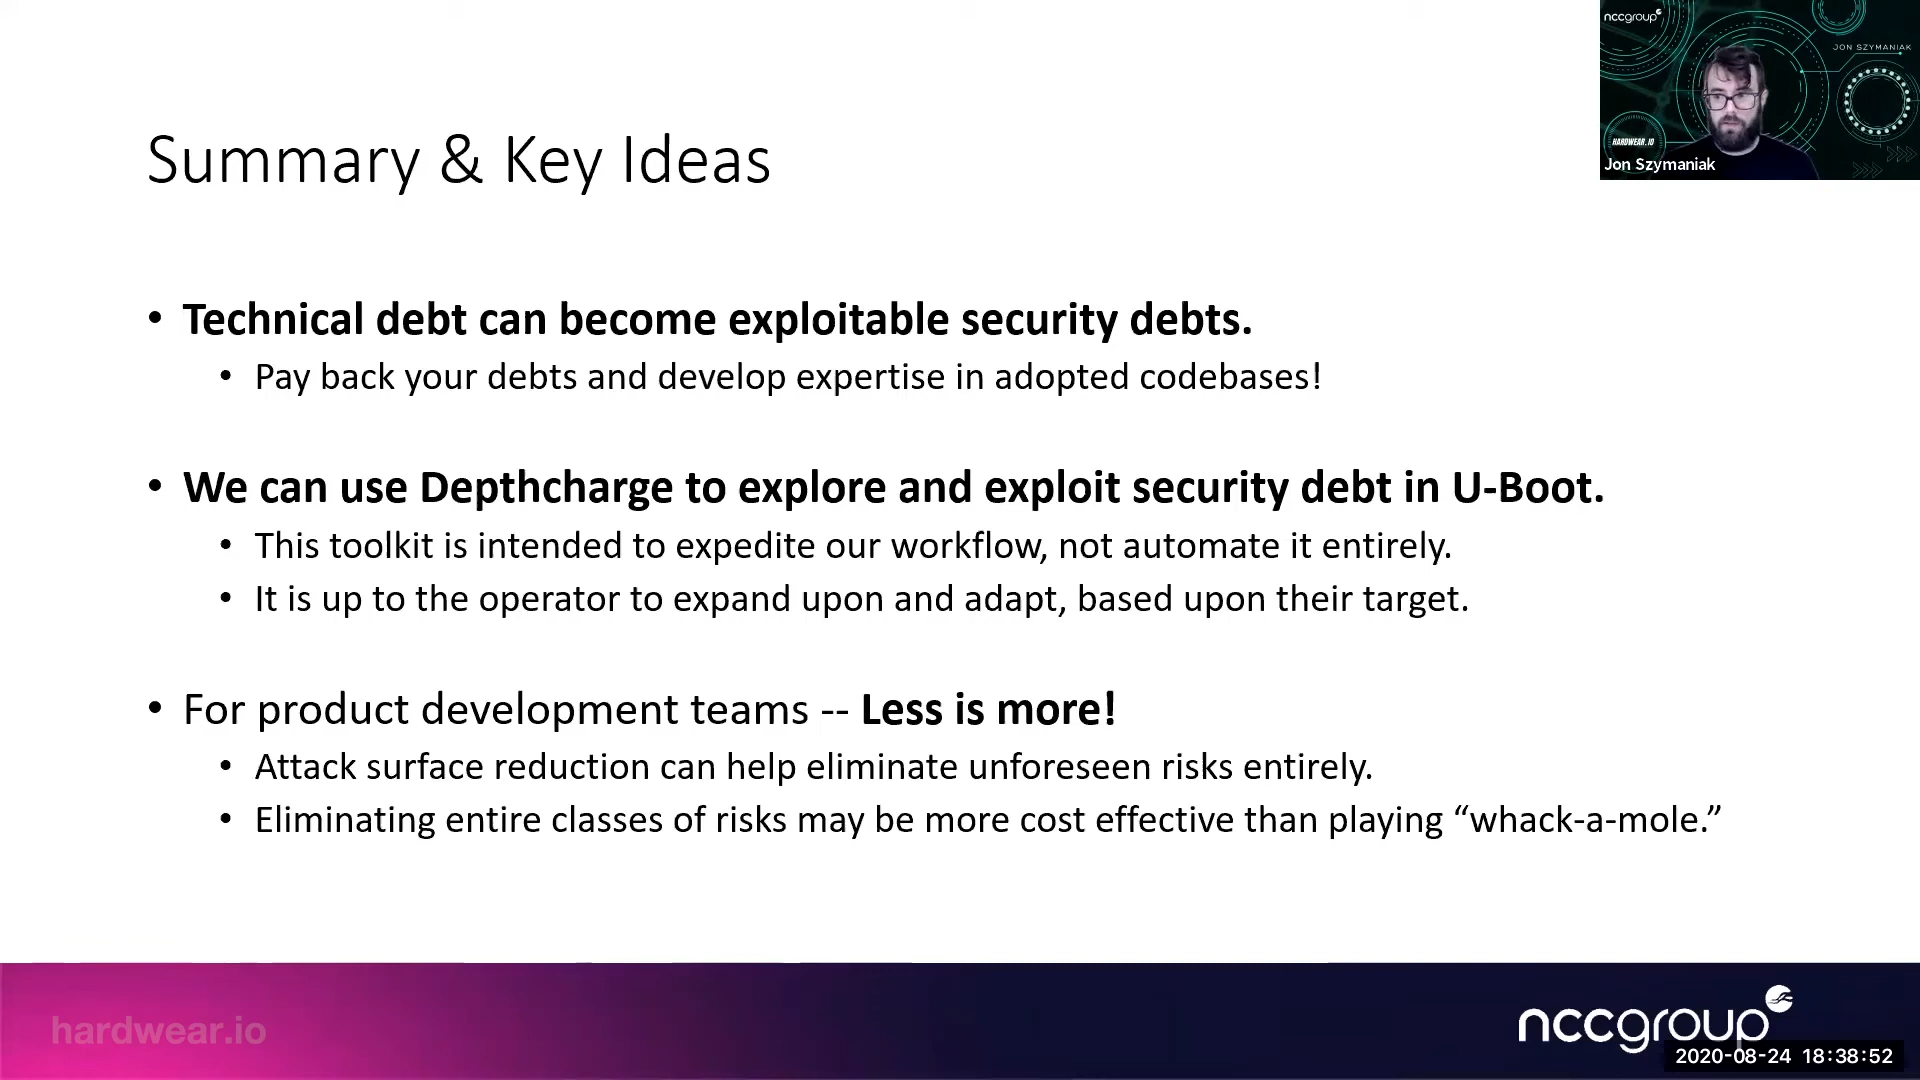 nccgroup
JON SZYMANIAK
HARDWEAR.IO
Jon Szymaniak
Summary & Key Ideas
• Technical debt can become exploitable security debts.
• Pay back your debts and develop expertise in adopted codebases!
• We can use Depthcharge to explore and exploit security debt in U-Boot.
• This toolkit is intended to expedite our workflow, not automate it entirely.
• It is up to the operator to expand upon and adapt, based upon their target.
• For product development teams -- Less is more!
• Attack surface reduction can help eliminate unforeseen risks entirely.
• Eliminating entire classes of risks may be more cost effective than playing “whack-a-mole.”
hardwear.io
nccgroup
2020-08-24 18:38:52